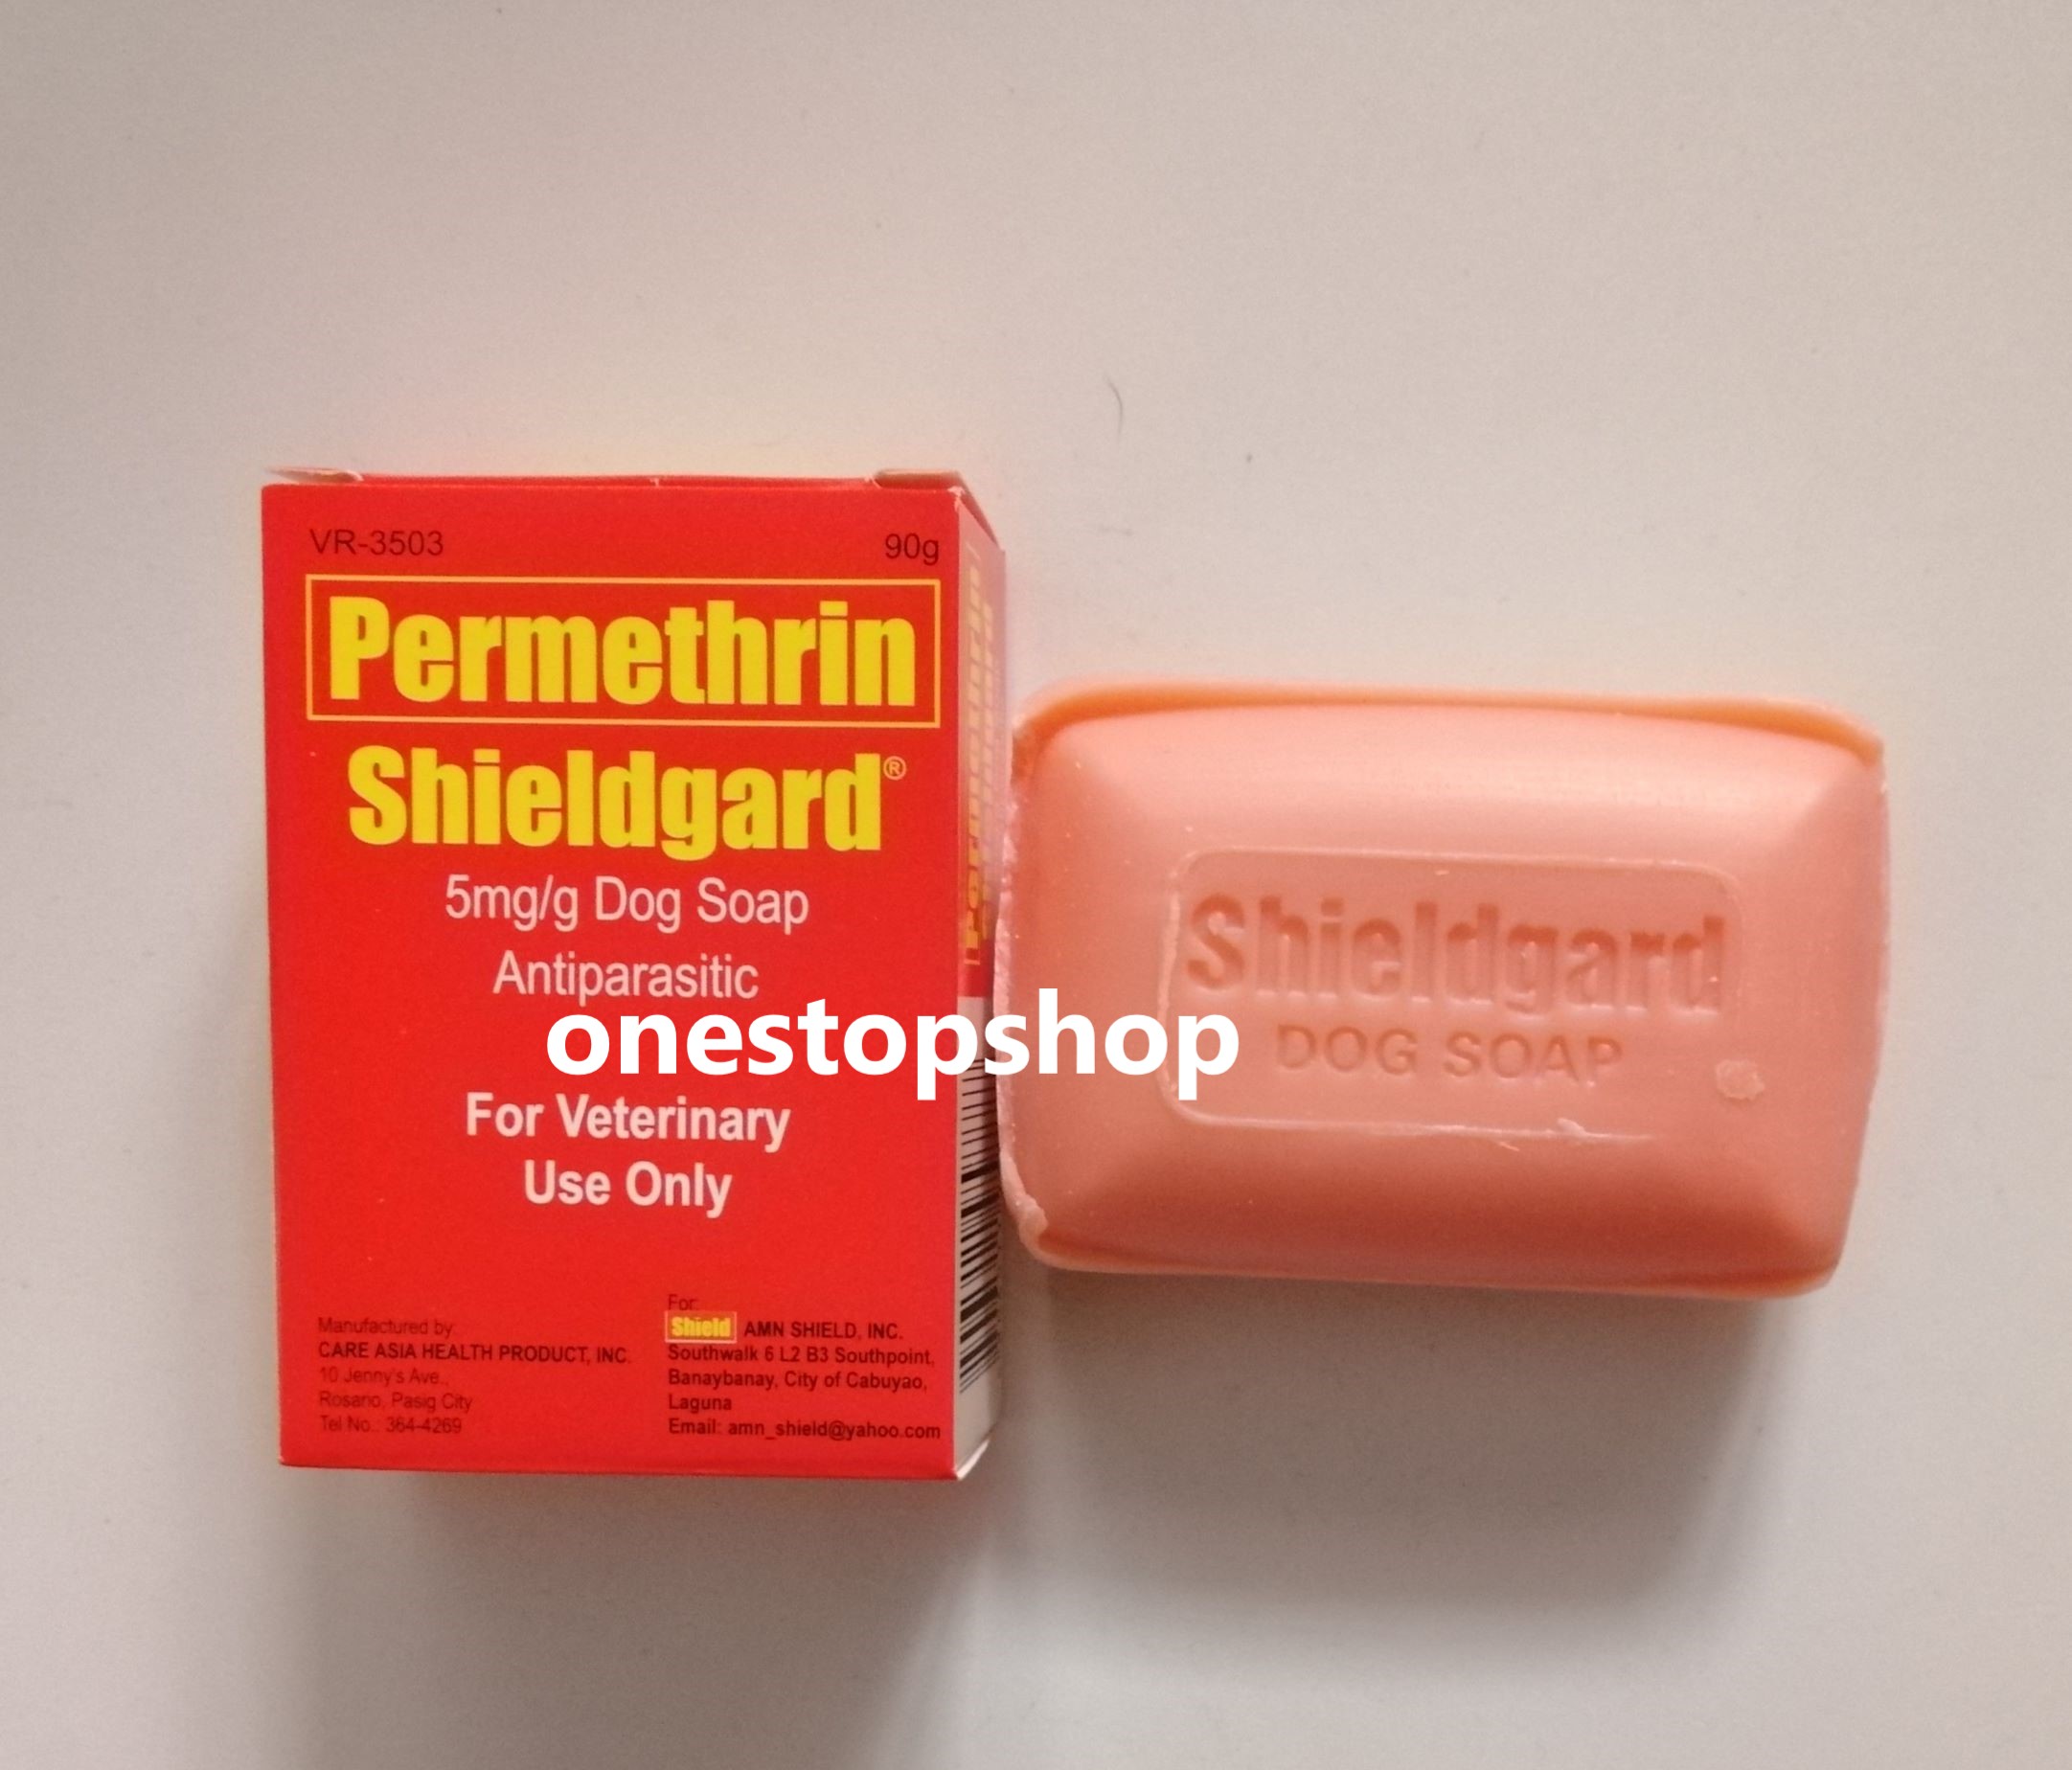 VR-3503
90g
Permethrin
Shieldgard®
5mg/g Dog Soap
Antiparasitic
onestopshop
For Veterinary
Use Only
Manufactured by:
CARE ASIA HEALTH PRODUCT, INC.
10 Jenny's Ave.,
Rosario, Pasig City
Tel No.: 364-4269
For:
Shield AMN SHIELD, INC.
Southwalk 6 L2 B3 Southpoint,
Banaybanay, City of Cabuyao,
Laguna
Email: amn_shield@yahoo.com
Permethrin
Shieldgard
DOG SOAP